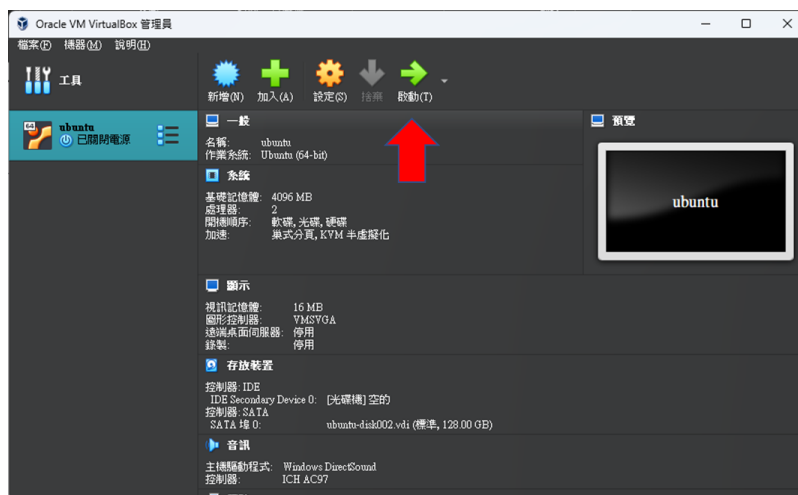 Oracle VM VirtualBox 管理員
檔案(F) 機器(M) 說明(H)
工具
新增(N) 加入(A) 設定(S) 捨棄 啟動(T)
64
ubuntu
已關閉電源
一般
名稱: ubuntu
作業系統: Ubuntu (64-bit)
預覽
ubuntu
系統
基礎記憶體: 4096 MB
處理器: 2
開機順序: 軟碟, 光碟, 硬碟
加速: 巢式分頁, KVM 半虛擬化
顯示
視訊記憶體: 16 MB
圖形控制器: VMSVGA
遠端桌面伺服器: 停用
錄製: 停用
存放裝置
控制器: IDE
IDE Secondary Device 0: [光碟機] 空的
控制器: SATA
SATA 埠 0: ubuntu-disk002.vdi (標準, 128.00 GB)
音訊
主機驅動程式: Windows DirectSound
控制器: ICH AC97